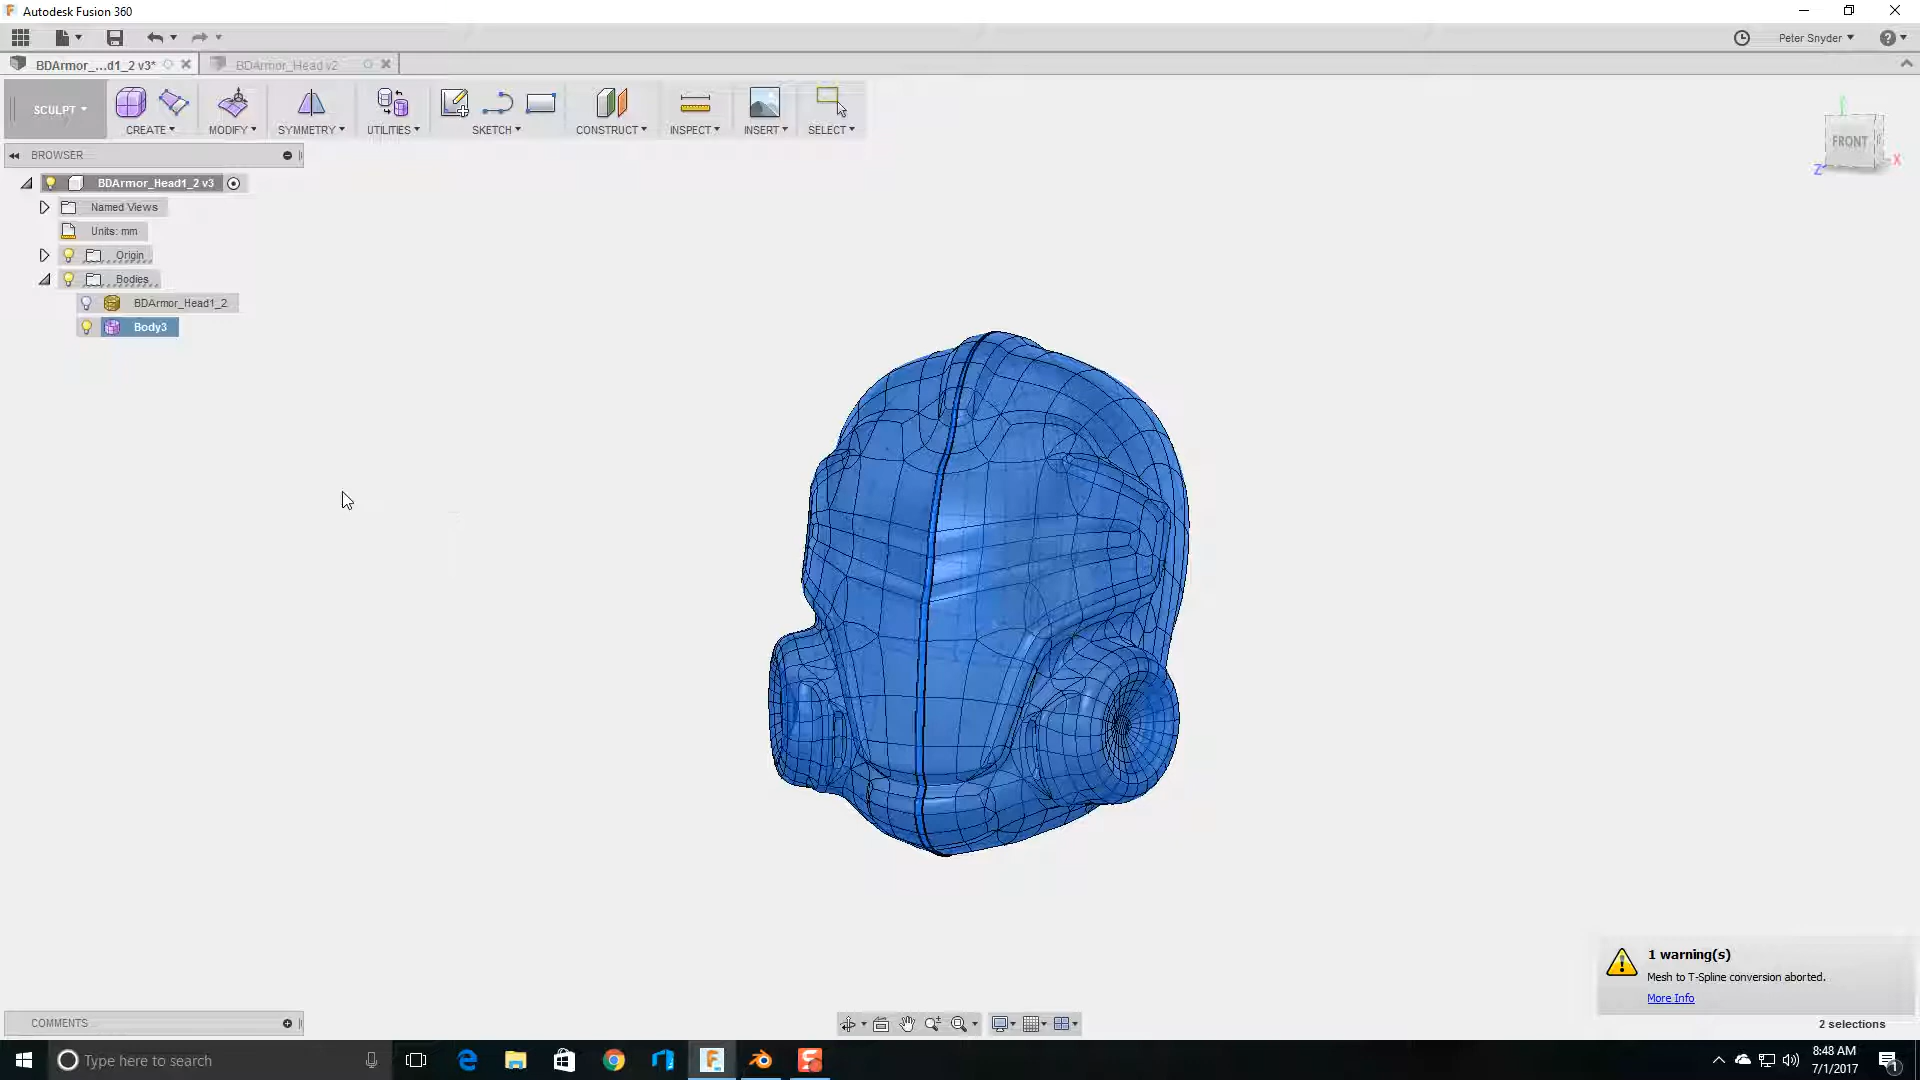 Autodesk Fusion 360
Peter Snyder
BDArmor_...d1_2 v3*
BDArmor_Head v2
SCULPT
CREATE
MODIFY
SYMMETRY
UTILITIES
SKETCH
CONSTRUCT
INSPECT
INSERT
SELECT
BROWSER
FRONT
X
Z
BDArmor_Head1_2 v3
Named Views
Units: mm
Origin
Bodies
BDArmor_Head1_2
Body3
1 warning(s)
Mesh to T-Spline conversion aborted.
More Info
COMMENTS
2 selections
Type here to search
8:48 AM
7/1/2017
1